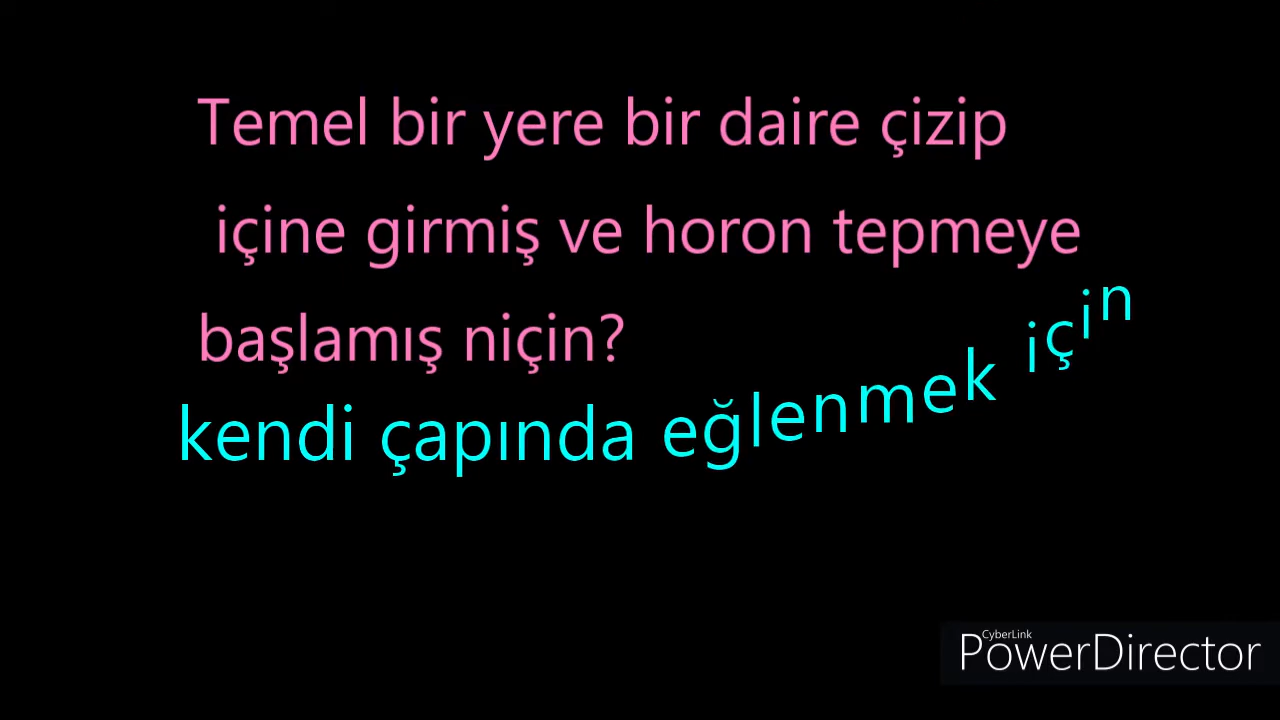 Temel bir yere bir daire çizip
içine girmiş ve horon tepmeye
başlamış niçin?
kendi çapında eğlenmek için
CyberLink
PowerDirector